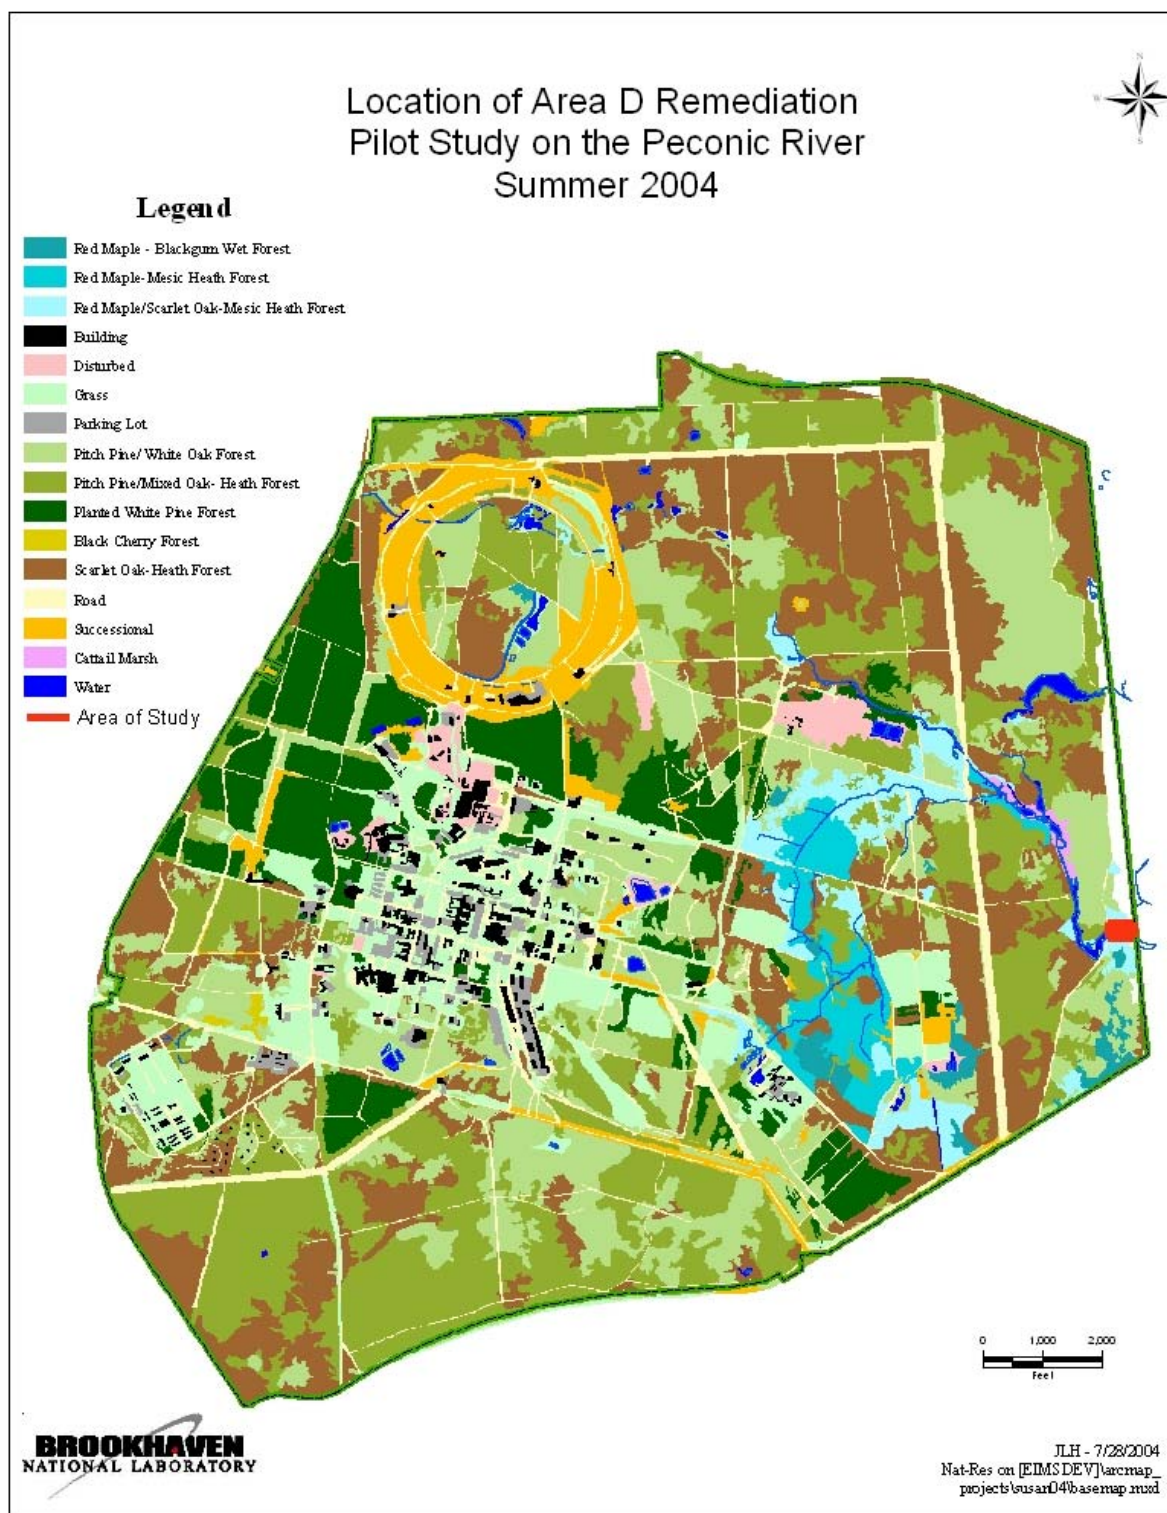 Location of Area D Remediation
Pilot Study on the Peconic River
Summer 2004
N
W
S
Legend
Red Maple - Blackgum Wet Forest
Red Maple-Mesic Heath Forest
Red Maple/Scarlet Oak-Mesic Heath Forest
Building
Disturbed
Grass
Parking Lot
Pitch Pine/ White Oak Forest
Pitch Pine/Mixed Oak- Heath Forest
Planted White Pine Forest
Black Cherry Forest
Scarlet Oak-Heath Forest
Road
Successional
Cattail Marsh
Water
Area of Study
0 1,000 2,000
Feet
BROOKHAVEN
NATIONAL LABORATORY
JLH - 7/28/2004
Nat-Res on [EIMSDEV]\arcmap_
projects\susan04\basemap.mxd